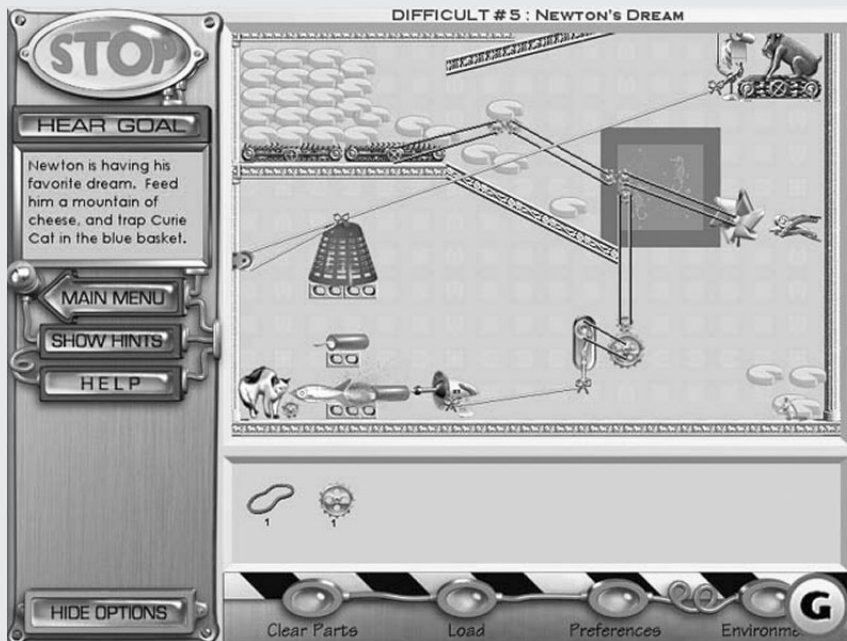 DIFFICULT # 5 : NEWTON'S DREAM
STOP
HEAR GOAL
Newton is having his
favorite dream. Feed
him a mountain of
cheese, and trap Curie
Cat in the blue basket.
MAIN MENU
SHOW HINTS
HELP
HIDE OPTIONS
1
1
Clear Parts
Load
Preferences
G